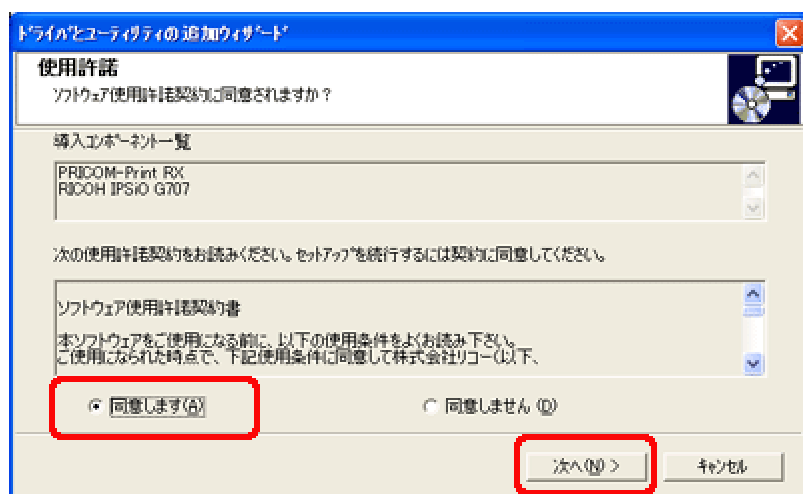 ﾄﾞﾗｲﾊﾞとﾕｰﾃｨﾘﾃｨの追加ｳｨｻﾞｰﾄﾞ
使用許諾
ソフトウェア使用許諾契約に同意されますか？
導入ｺﾝﾎﾟｰﾈﾝﾄ一覧
PRICOM-Print RX
RICOH IPSiO G707
次の使用許諾契約をお読みください。ｾｯﾄｱｯﾌﾟを続行するには契約に同意してください。
ソフトウェア使用許諾契約書
本ソフトウェアをご使用になる前に、以下の使用条件をよくお読み下さい。
ご使用になられた時点で、下記使用条件に同意して株式会社リコー（以下、
同意します(A)
同意しません (D)
次へ(N) >
ｷｬﾝｾﾙ